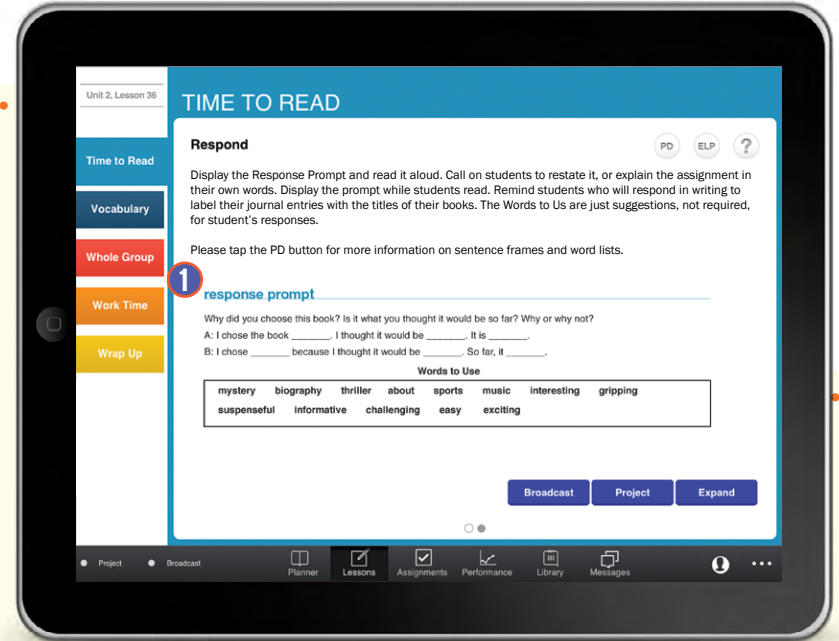 Unit 2, Lesson 36
TIME TO READ
Time to Read
Vocabulary
Whole Group
Work Time
Wrap Up
Respond
PD
ELP
?
Display the Response Prompt and read it aloud. Call on students to restate it, or explain the assignment in
their own words. Display the prompt while students read. Remind students who will respond in writing to
label their journal entries with the titles of their books. The Words to Us are just suggestions, not required,
for student's responses.
Please tap the PD button for more information on sentence frames and word lists.
1
response prompt
Why did you choose this book? Is it what you thought it would be so far? Why or why not?
A: I chose the book _______. I thought it would be _______. It is _______.
B: I chose _______ because I thought it would be _______. So far, it _______.
Words to Use
mystery biography thriller about sports music interesting gripping
suspenseful informative challenging easy exciting
Broadcast Project Expand
Project Broadcast
Planner Lessons Assignments Performance Library Messages